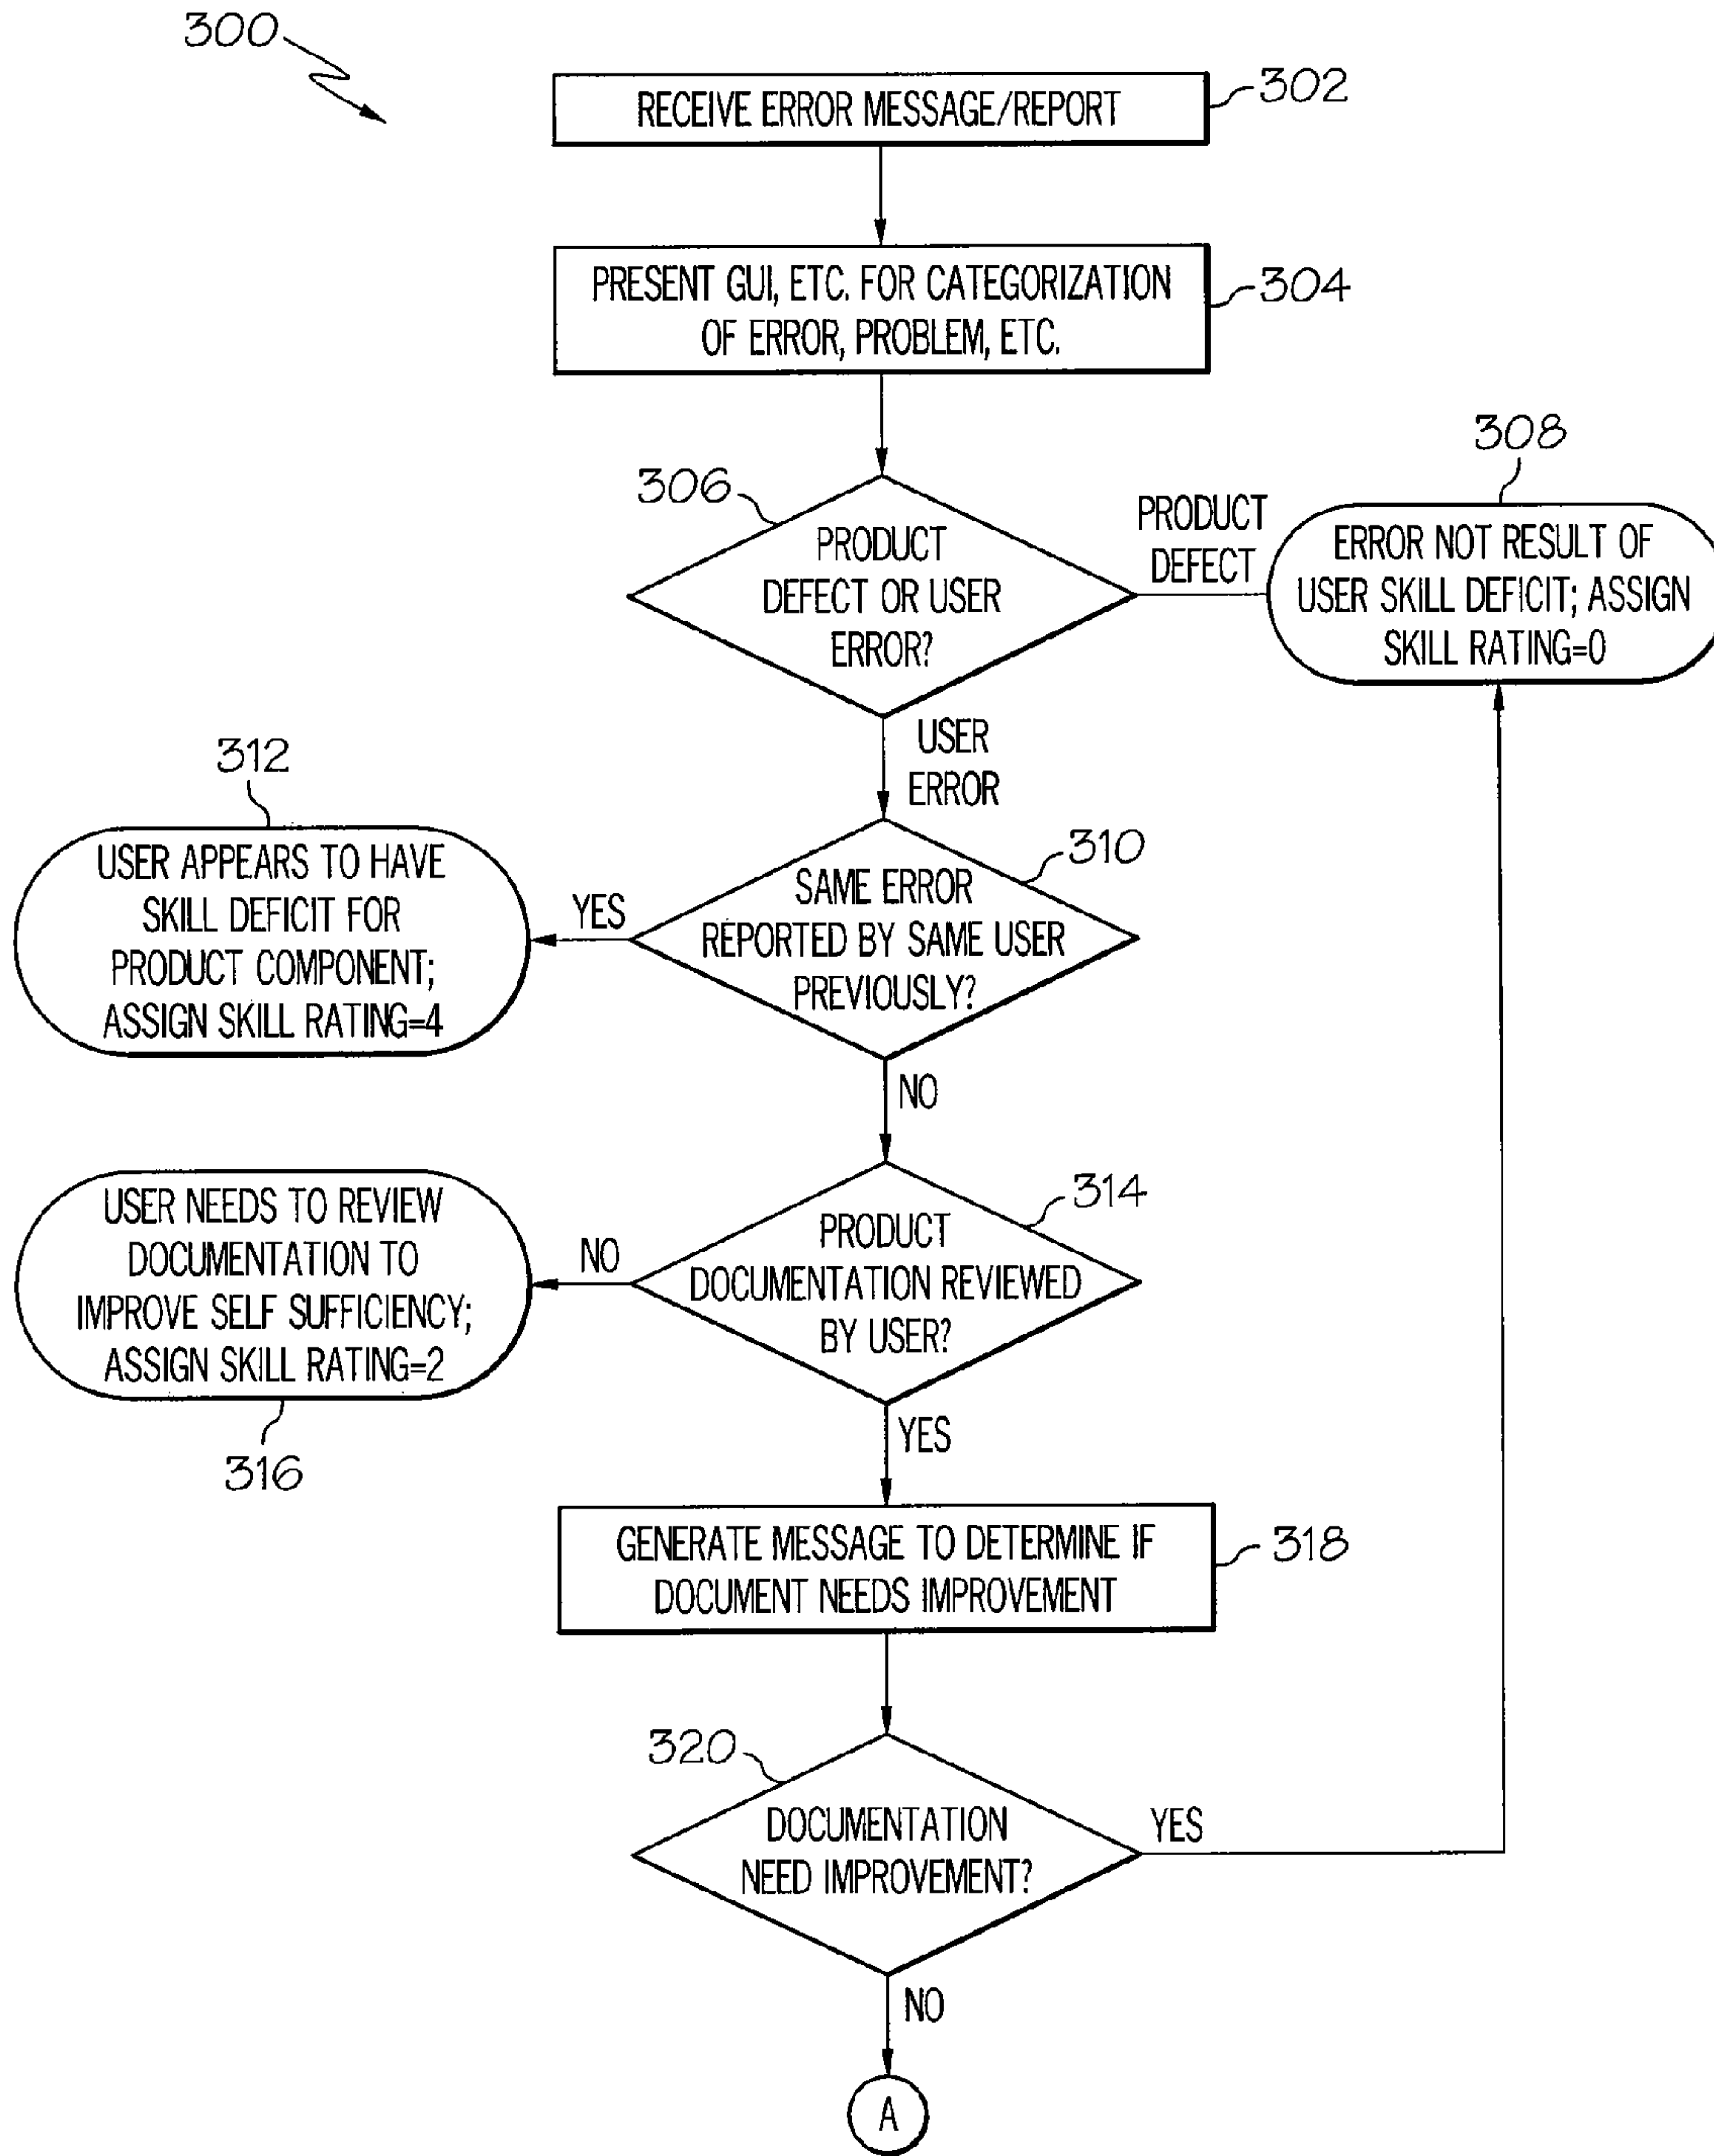 300
RECEIVE ERROR MESSAGE/REPORT
302
PRESENT GUI, ETC. FOR CATEGORIZATION
OF ERROR, PROBLEM, ETC.
304
306
PRODUCT
DEFECT OR USER
ERROR?
PRODUCT
DEFECT
308
ERROR NOT RESULT OF
USER SKILL DEFICIT; ASSIGN
SKILL RATING=0
USER
ERROR
312
USER APPEARS TO HAVE
SKILL DEFICIT FOR
PRODUCT COMPONENT;
ASSIGN SKILL RATING=4
YES
310
SAME ERROR
REPORTED BY SAME USER
PREVIOUSLY?
NO
USER NEEDS TO REVIEW
DOCUMENTATION TO
IMPROVE SELF SUFFICIENCY;
ASSIGN SKILL RATING=2
316
NO
314
PRODUCT
DOCUMENTATION REVIEWED
BY USER?
YES
GENERATE MESSAGE TO DETERMINE IF
DOCUMENT NEEDS IMPROVEMENT
318
320
DOCUMENTATION
NEED IMPROVEMENT?
YES
NO
A